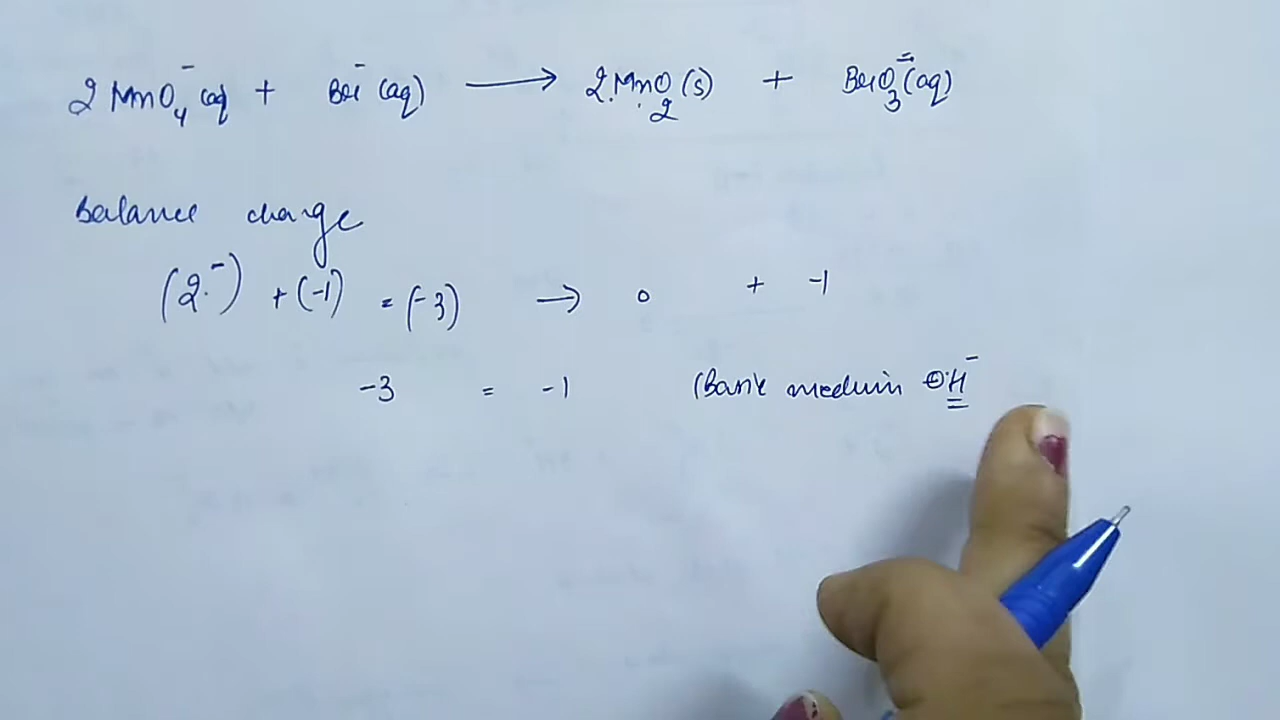 2 MnO₄⁻ (aq + Br⁻ (aq) ⟶ 2 MnO₂ (s) + BrO₃⁻ (aq)
Balance charge
(2⁻) + (-1) = (-3) → 0 + -1
-3 = -1 (Basic medium OH⁻